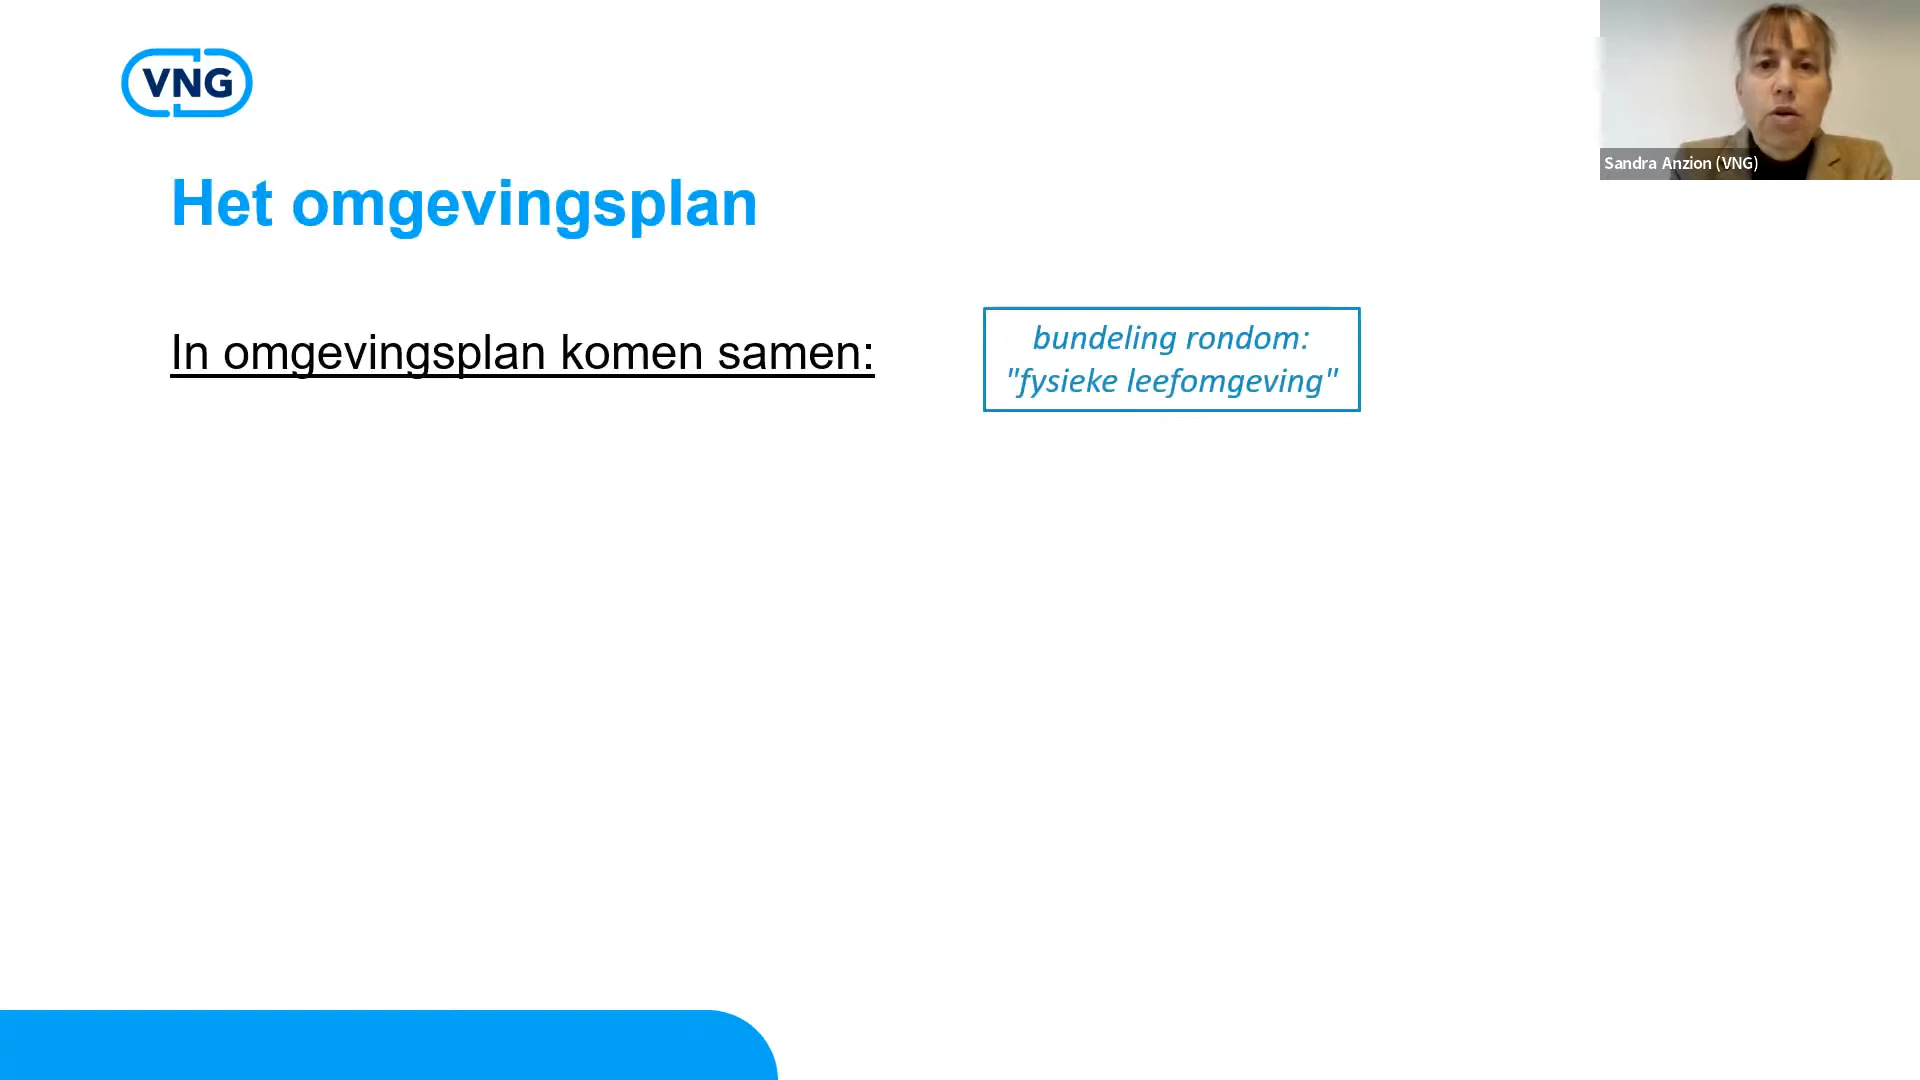 VNG
Sandra Anzion (VNG)
Het omgevingsplan
In omgevingsplan komen samen:
bundeling rondom:
"fysieke leefomgeving"